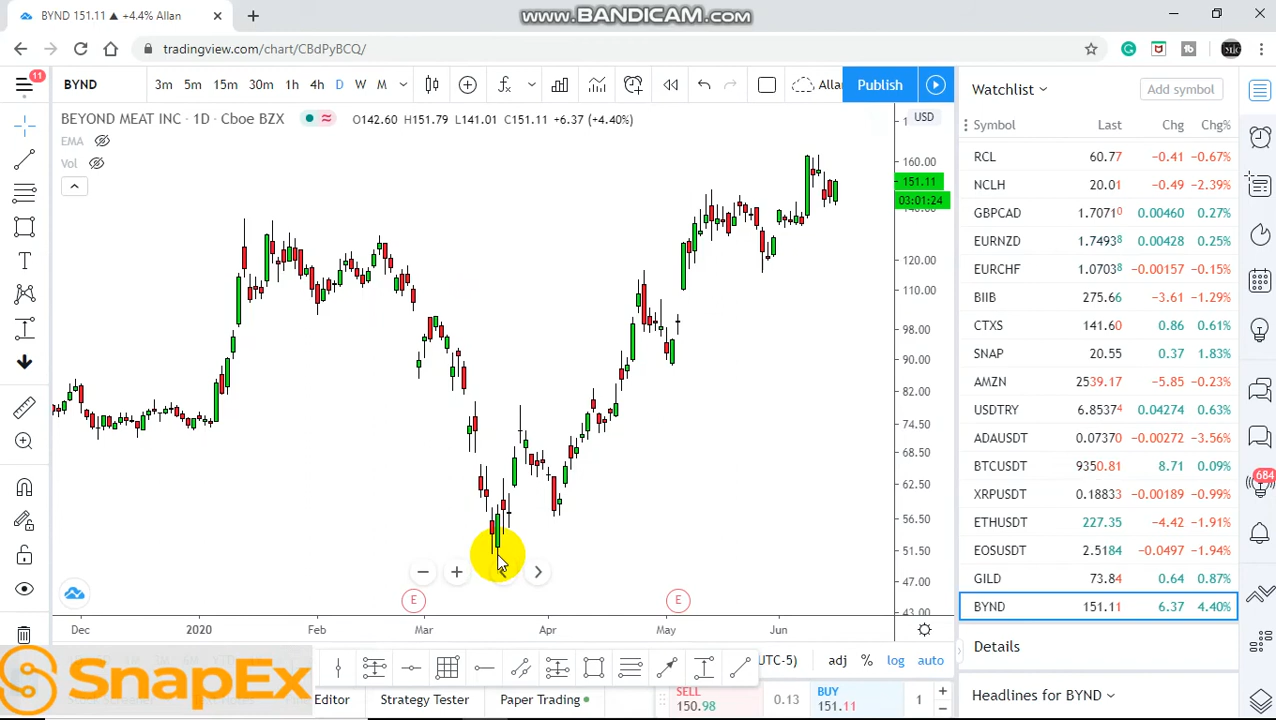 www.BANDICAM.com
BYND 151.11 ▲ +4.4% Allan
tradingview.com/chart/CBdPyBCQ/
11
BYND 3m 5m 15m 30m 1h 4h D W M Allan Publish
BEYOND MEAT INC · 1D · Cboe BZX O142.60 H151.79 L141.01 C151.11 +6.37 (+4.40%)
EMA
Vol
USD
160.00
151.11
03:01:24
140.00
120.00
110.00
98.00
90.00
82.00
74.50
68.50
62.50
56.50
51.50
47.00
43.00
E E
Dec 2020 Feb Mar Apr May Jun
(UTC-5) adj % log auto
SnapEx
Editor Strategy Tester Paper Trading
SELL 0.13 BUY 1
150.98 151.11
Watchlist Add symbol
Symbol Last Chg Chg%
RCL 60.77 −0.41 −0.67%
NCLH 20.01 −0.49 −2.39%
GBPCAD 1.7071⁰ 0.00460 0.27%
EURNZD 1.7493⁸ 0.00428 0.25%
EURCHF 1.0703⁸ −0.00157 −0.15%
BIIB 275.66 −3.61 −1.29%
CTXS 141.60 0.86 0.61%
SNAP 20.55 0.37 1.83%
AMZN 2539.17 −5.85 −0.23%
USDTRY 6.8537⁴ 0.04274 0.63%
ADAUSDT 0.07370 −0.00272 −3.56%
BTCUSDT 9350.81 8.71 0.09%
XRPUSDT 0.18833 −0.00189 −0.99%
ETHUSDT 227.35 −4.42 −1.91%
EOSUSDT 2.5184 −0.0497 −1.94%
GILD 73.84 0.64 0.87%
BYND 151.11 6.37 4.40%
Details
Headlines for BYND
684